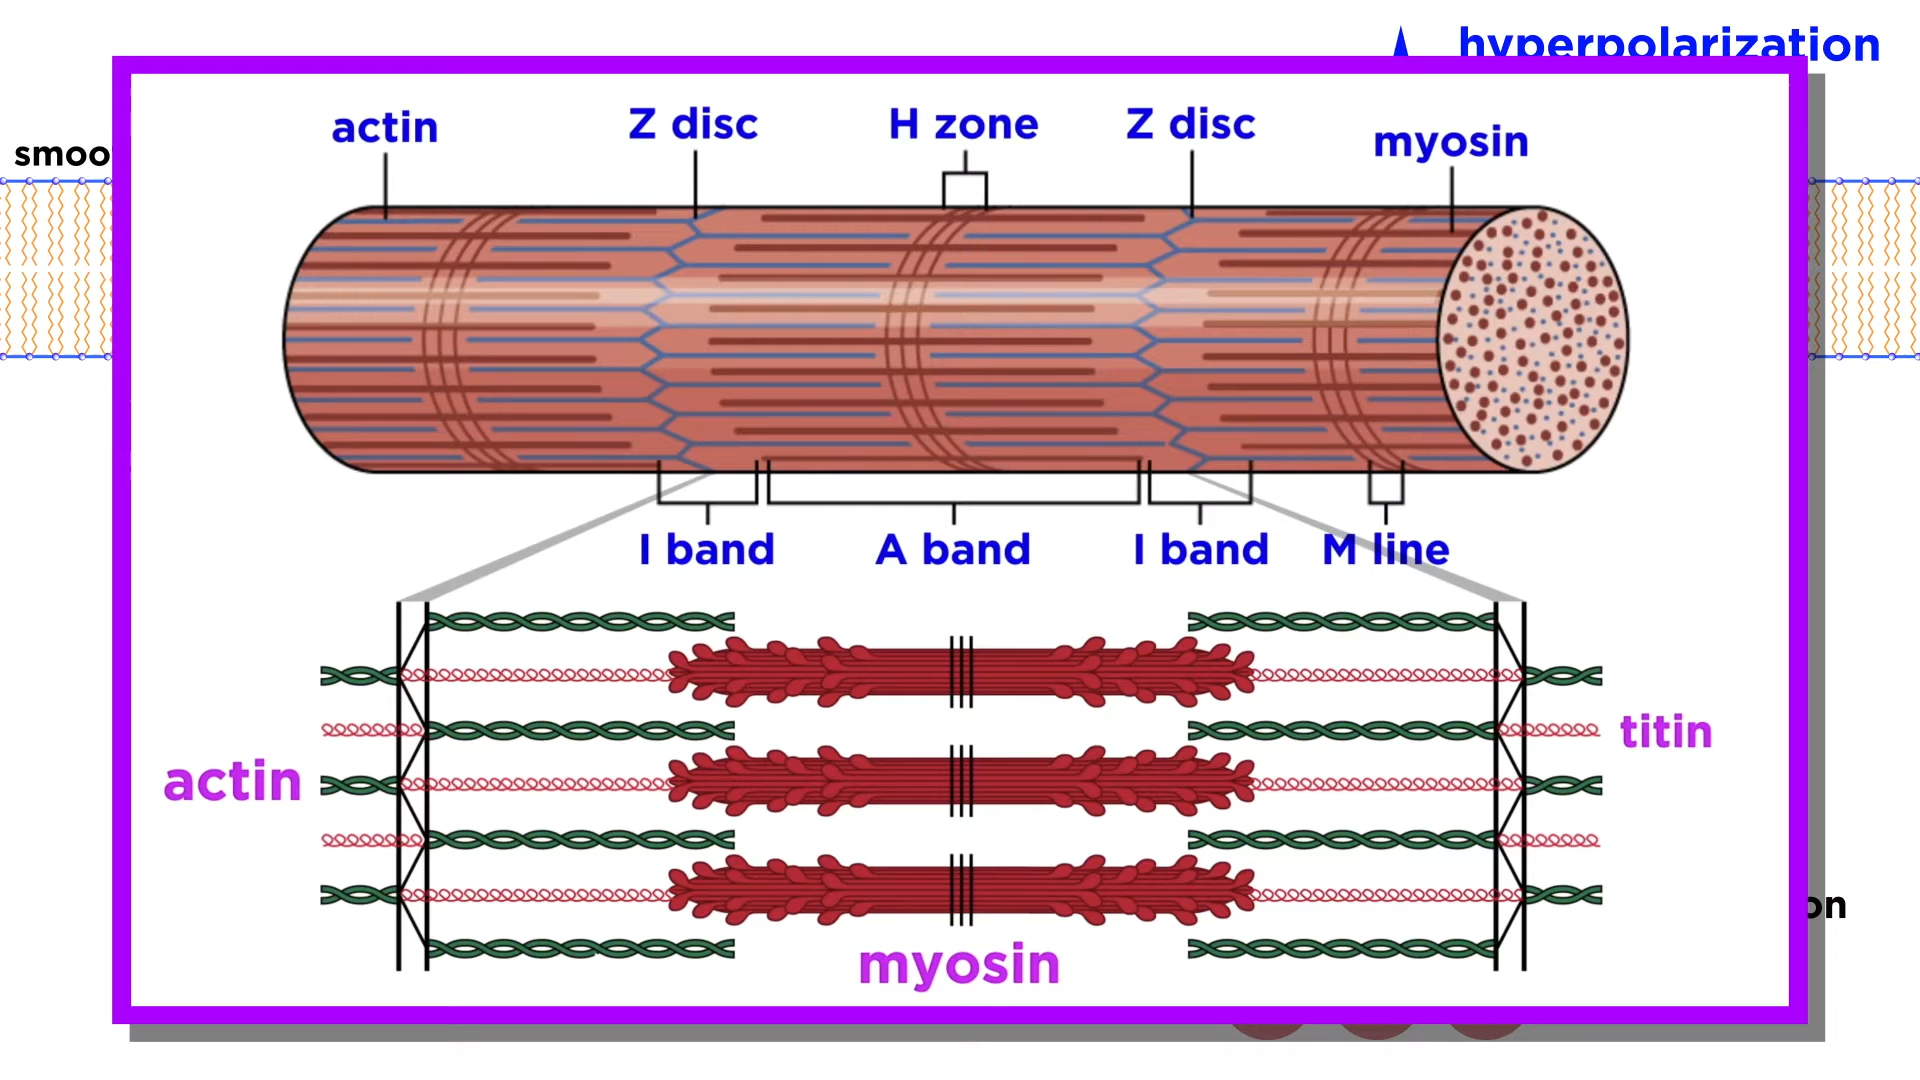 hyperpolarization
actin
Z disc
H zone
Z disc
myosin
smoo
I band
A band
I band
M line
titin
actin
on
myosin